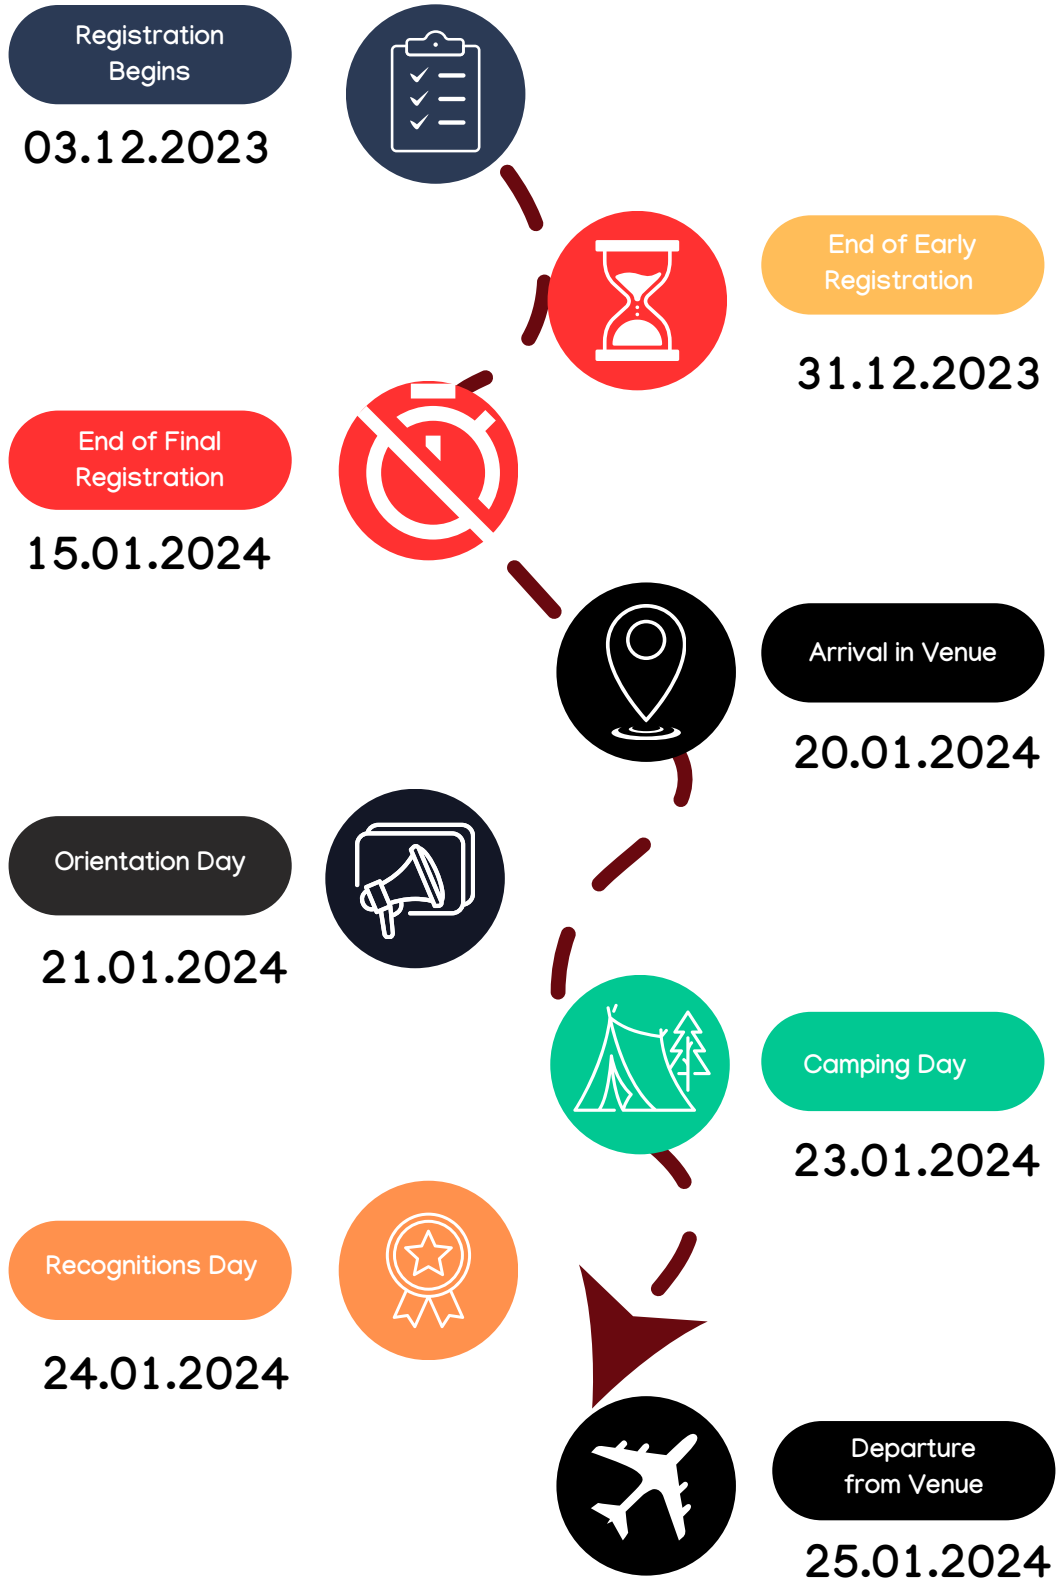 Registration
Begins
03.12.2023
End of Early
Registration
31.12.2023
End of Final
Registration
15.01.2024
Arrival in Venue
20.01.2024
Orientation Day
21.01.2024
Camping Day
23.01.2024
Recognitions Day
24.01.2024
Departure
from Venue
25.01.2024